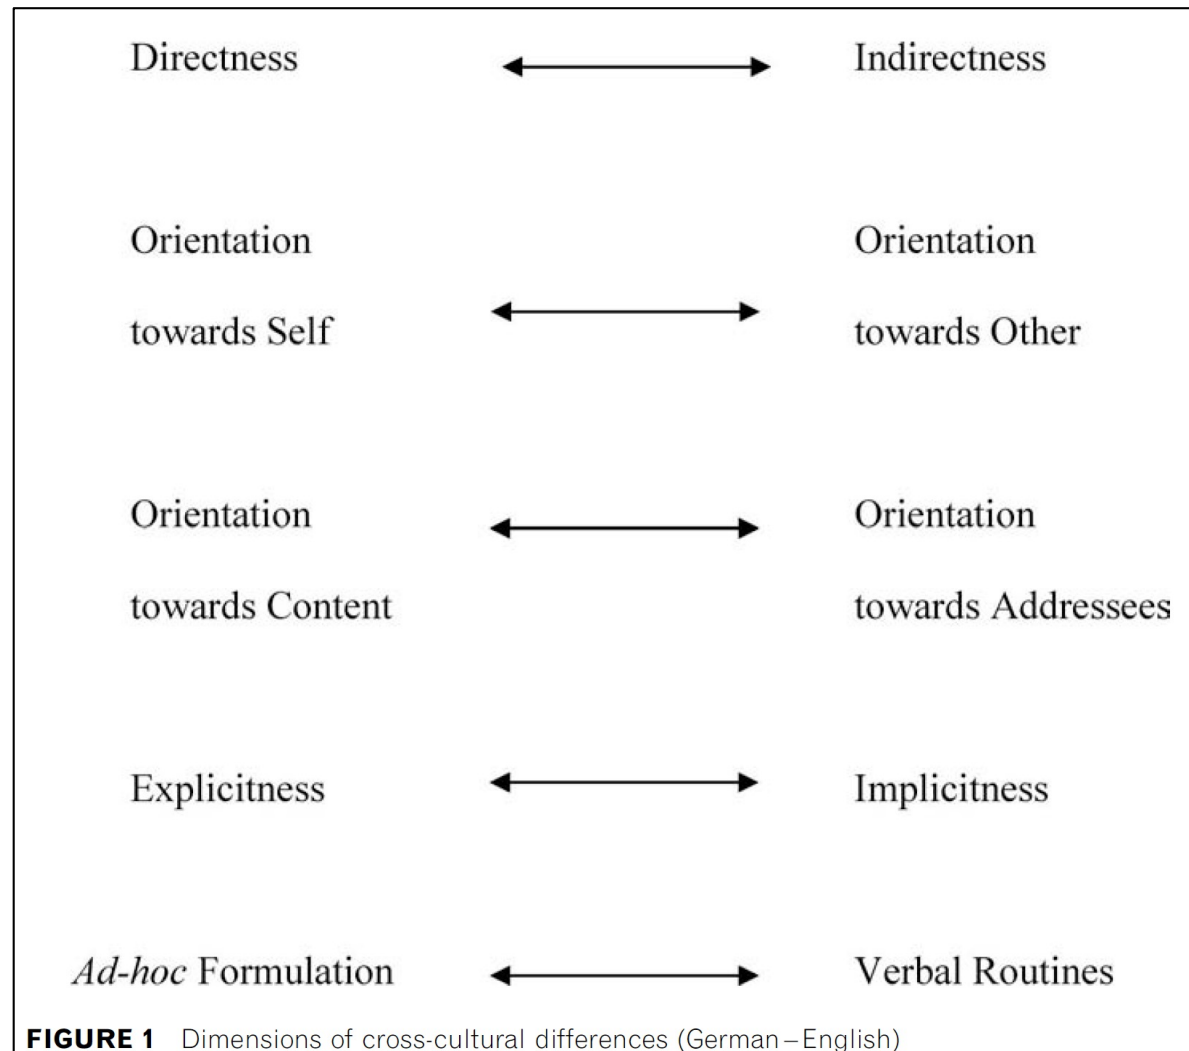 Directness Indirectness
Orientation Orientation
towards Self towards Other
Orientation Orientation
towards Content towards Addressees
Explicitness Implicitness
Ad-hoc Formulation Verbal Routines
FIGURE 1 Dimensions of cross-cultural differences (German–English)